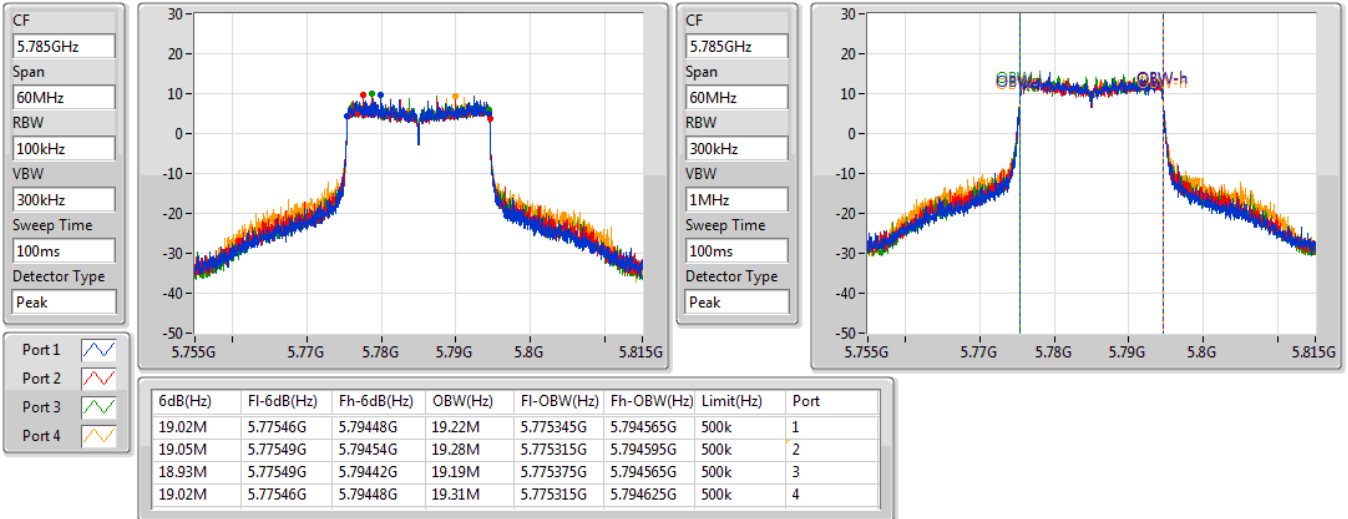 CF
5.785GHz
Span
60MHz
RBW
100kHz
VBW
300kHz
Sweep Time
100ms
Detector Type
Peak
30
20
10
0
-10
-20
-30
-40
-50
5.755G 5.77G 5.78G 5.79G 5.8G 5.815G
CF
5.785GHz
Span
60MHz
RBW
300kHz
VBW
1MHz
Sweep Time
100ms
Detector Type
Peak
30
20
10
0
-10
-20
-30
-40
-50
OBW-h
5.755G 5.77G 5.78G 5.79G 5.8G 5.815G
Port 1
Port 2
Port 3
Port 4
6dB(Hz) Fl-6dB(Hz) Fh-6dB(Hz) OBW(Hz) Fl-OBW(Hz) Fh-OBW(Hz) Limit(Hz) Port
19.02M 5.77546G 5.79448G 19.22M 5.775345G 5.794565G 500k 1
19.05M 5.77549G 5.79454G 19.28M 5.775315G 5.794595G 500k 2
18.93M 5.77549G 5.79442G 19.19M 5.775375G 5.794565G 500k 3
19.02M 5.77546G 5.79448G 19.31M 5.775315G 5.794625G 500k 4